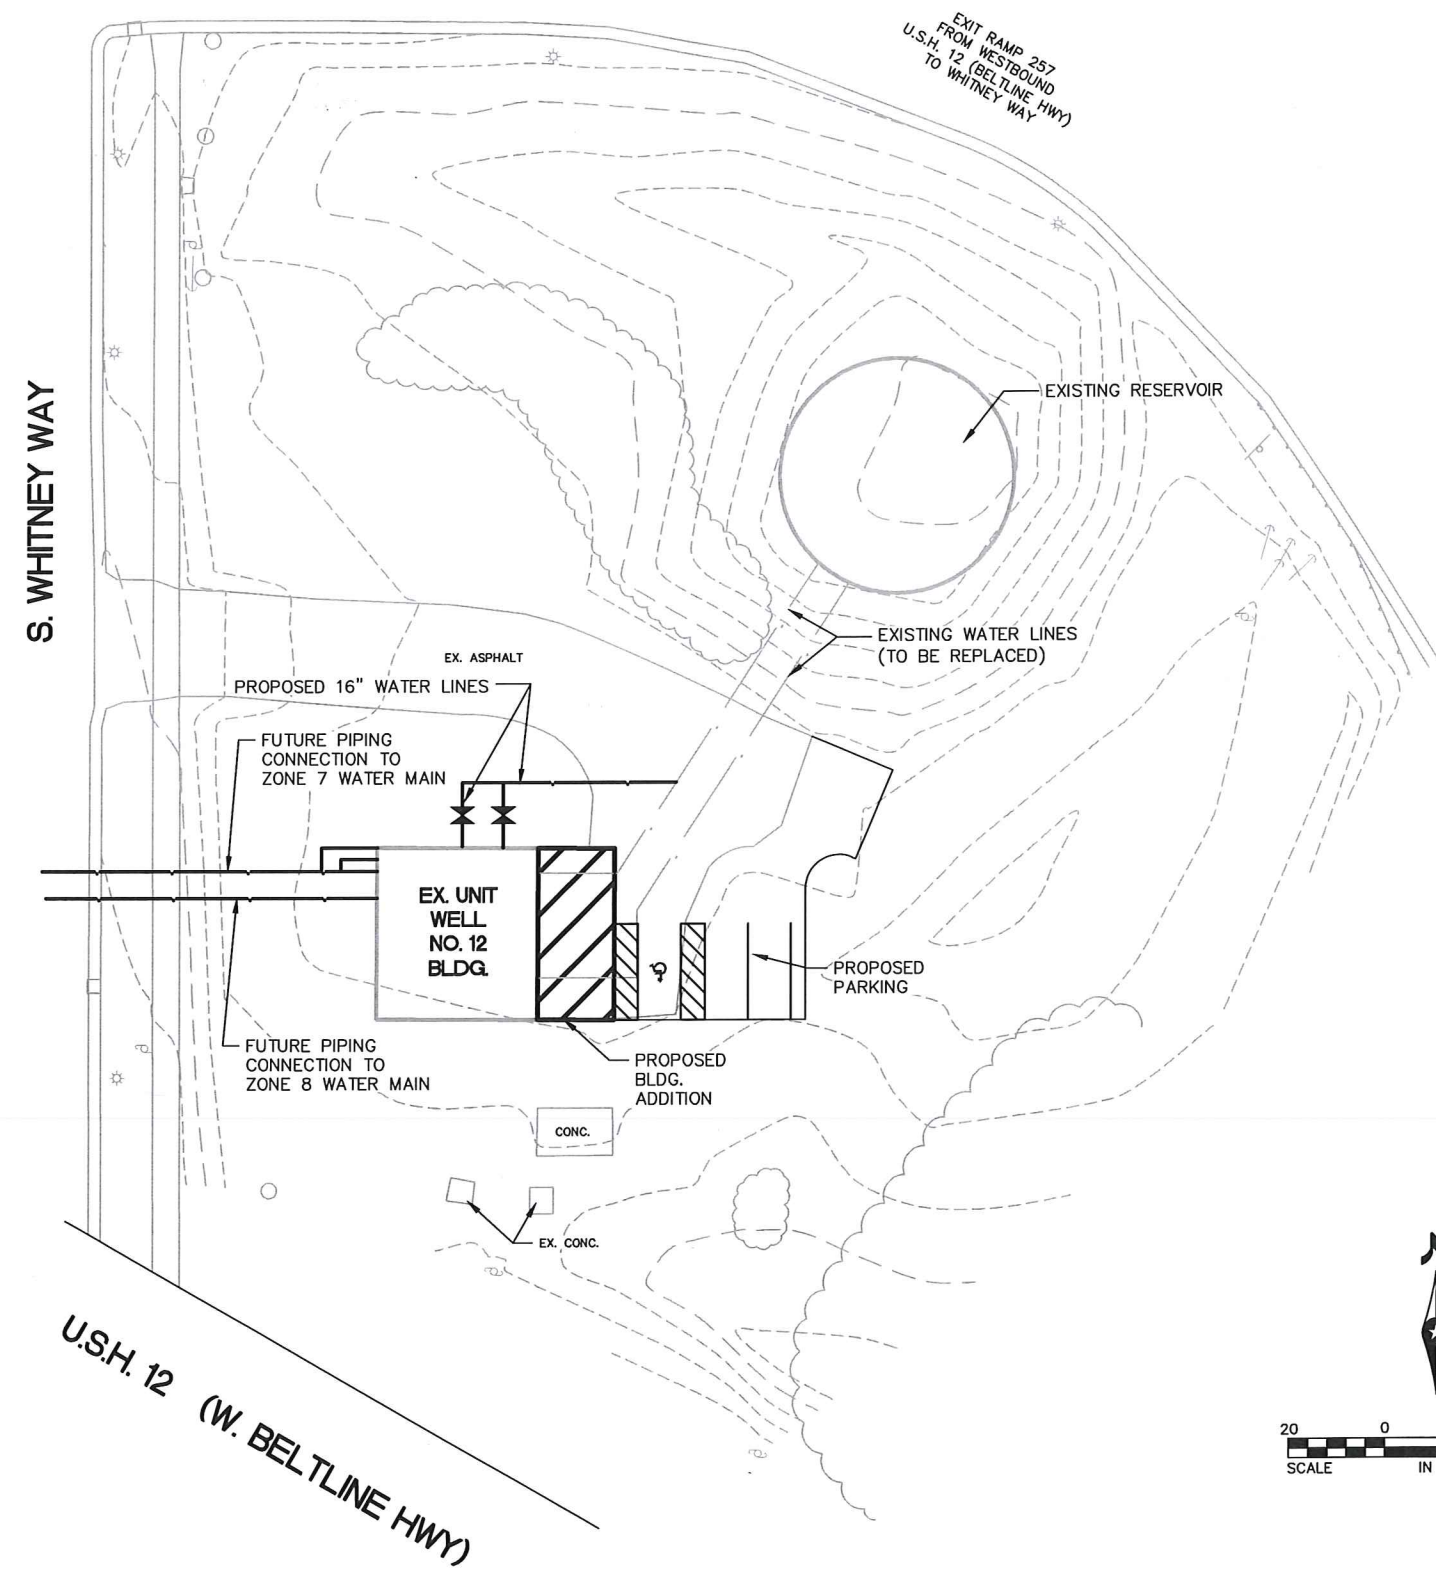 EXIT RAMP 257
FROM WESTBOUND
U.S.H. 12 (BELTLINE HWY)
TO WHITNEY WAY
S. WHITNEY WAY
EXISTING RESERVOIR
EXISTING WATER LINES
(TO BE REPLACED)
EX. ASPHALT
PROPOSED 16" WATER LINES
FUTURE PIPING
CONNECTION TO
ZONE 7 WATER MAIN
EX. UNIT
WELL
NO. 12
BLDG.
PROPOSED
PARKING
FUTURE PIPING
CONNECTION TO
ZONE 8 WATER MAIN
PROPOSED
BLDG.
ADDITION
CONC.
EX. CONC.
U.S.H. 12 (W. BELTLINE HWY)
20 0
SCALE IN